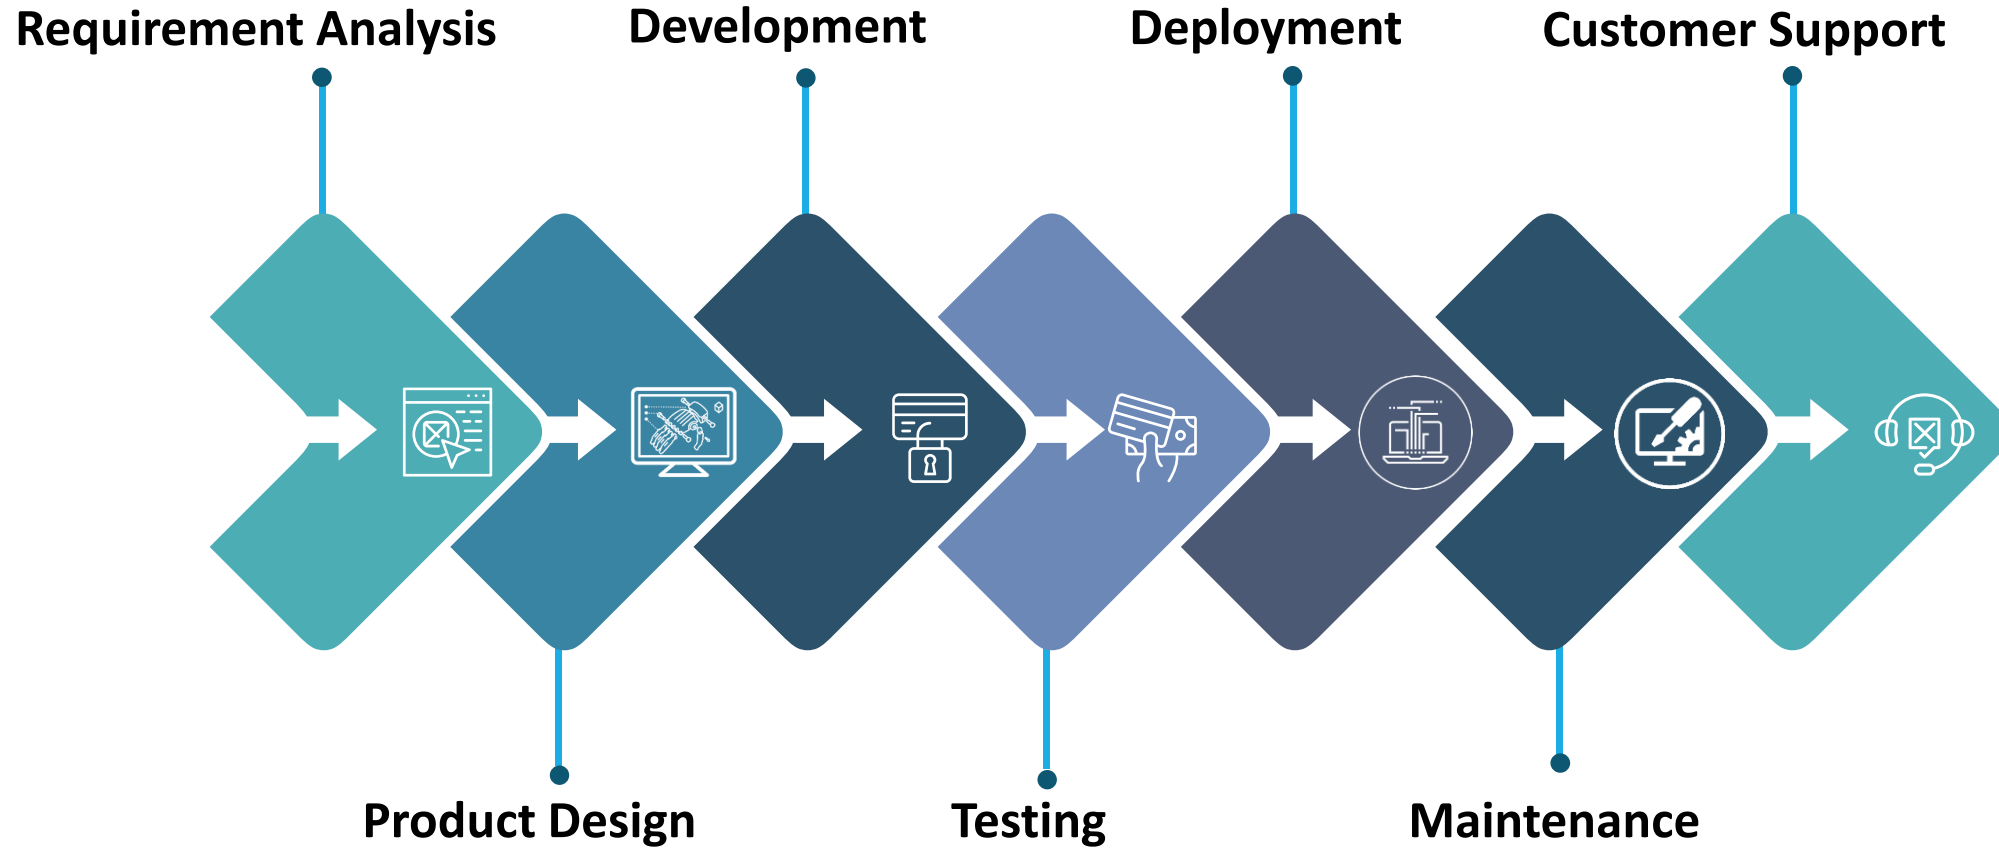 Requirement Analysis
Development
Deployment
Customer Support
Product Design
Testing
Maintenance